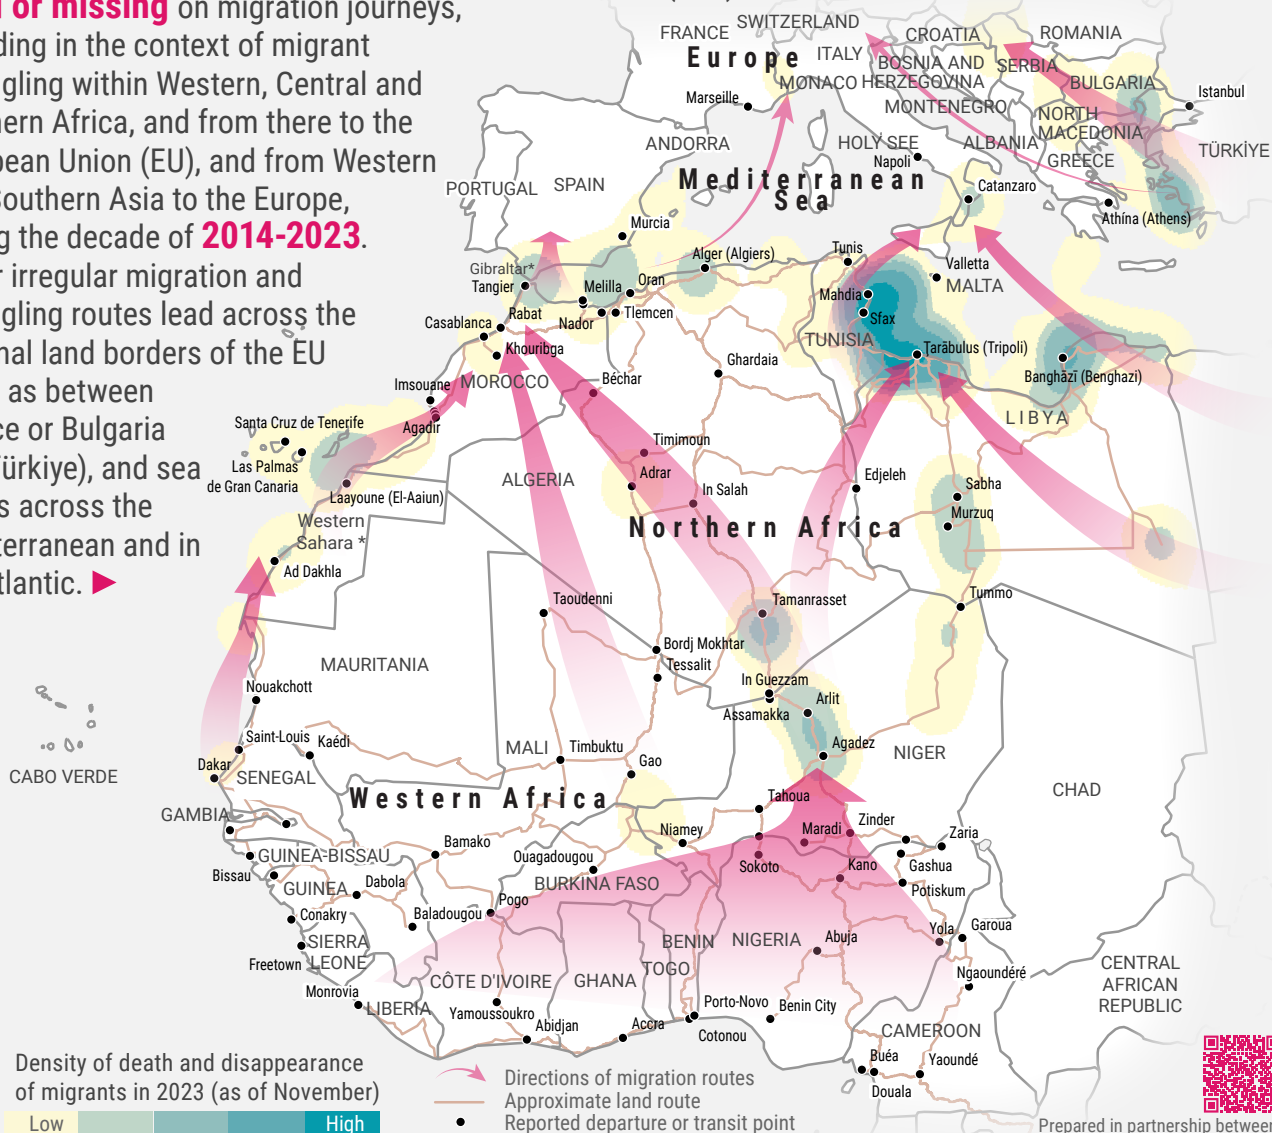 or missing on migration journeys,
ding in the context of migrant
gling within Western, Central and
ern Africa, and from there to the
pean Union (EU), and from Western
Southern Asia to the Europe,
g the decade of 2014-2023.
r irregular migration and
ggling routes lead across the
nal land borders of the EU
as between
ce or Bulgaria
ürkiye), and sea
s across the
terranean and in
tlantic. ▶
SWITZERLAND
FRANCE
CROATIA
ROMANIA
Europe
ITALY
BOSNIA AND
HERZEGOVINA
SERBIA
MONACO
BULGARIA
Marseille
Istanbul
MONTENEGRO
NORTH
MACEDONIA
ANDORRA
HOLY SEE
ALBANIA
Napoli
GREECE
TÜRKİYE
PORTUGAL
SPAIN
Mediterranean
Sea
Catanzaro
Athína (Athens)
Murcia
Gibraltar*
Tangier
Melilla
Oran
Alger (Algiers)
Tunis
Valletta
MALTA
Casablanca
Rabat
Nador
Tlemcen
Mahdia
Sfax
TUNISIA
Tarābulus (Tripoli)
Khouribga
Ghardaia
Banghāzī (Benghazi)
Imsouane
MOROCCO
Béchar
LIBYA
Agadir
Santa Cruz de Tenerife
Las Palmas
de Gran Canaria
Laayoune (El-Aaiun)
Timimoun
Adrar
ALGERIA
In Salah
Edjeleh
Sabha
Murzuq
Western
Sahara *
Northern Africa
Ad Dakhla
Taoudenni
Tamanrasset
Tummo
Bordj Mokhtar
Tessalit
MAURITANIA
Nouakchott
In Guezzam
Assamakka
Arlit
Agadez
NIGER
Saint-Louis
Kaédi
MALI
Timbuktu
Gao
Dakar
SENEGAL
CABO VERDE
CHAD
Western Africa
Tahoua
GAMBIA
Niamey
Maradi
Zinder
Zaria
Bamako
GUINEA-BISSAU
Ouagadougou
Sokoto
Kano
Gashua
Bissau
GUINEA
Dabola
BURKINA FASO
Potiskum
Pogo
Baladougou
Conakry
SIERRA
LEONE
BENIN
NIGERIA
Abuja
Yola
Garoua
Freetown
TOGO
Ngaoundéré
CENTRAL
AFRICAN
REPUBLIC
CÔTE D'IVOIRE
GHANA
Monrovia
LIBERIA
Yamoussoukro
Porto-Novo
Benin City
Abidjan
Accra
Cotonou
CAMEROON
Buéa
Yaoundé
Douala
Density of death and disappearance
of migrants in 2023 (as of November)
Low
High
Directions of migration routes
Approximate land route
Reported departure or transit point
Prepared in partnership between